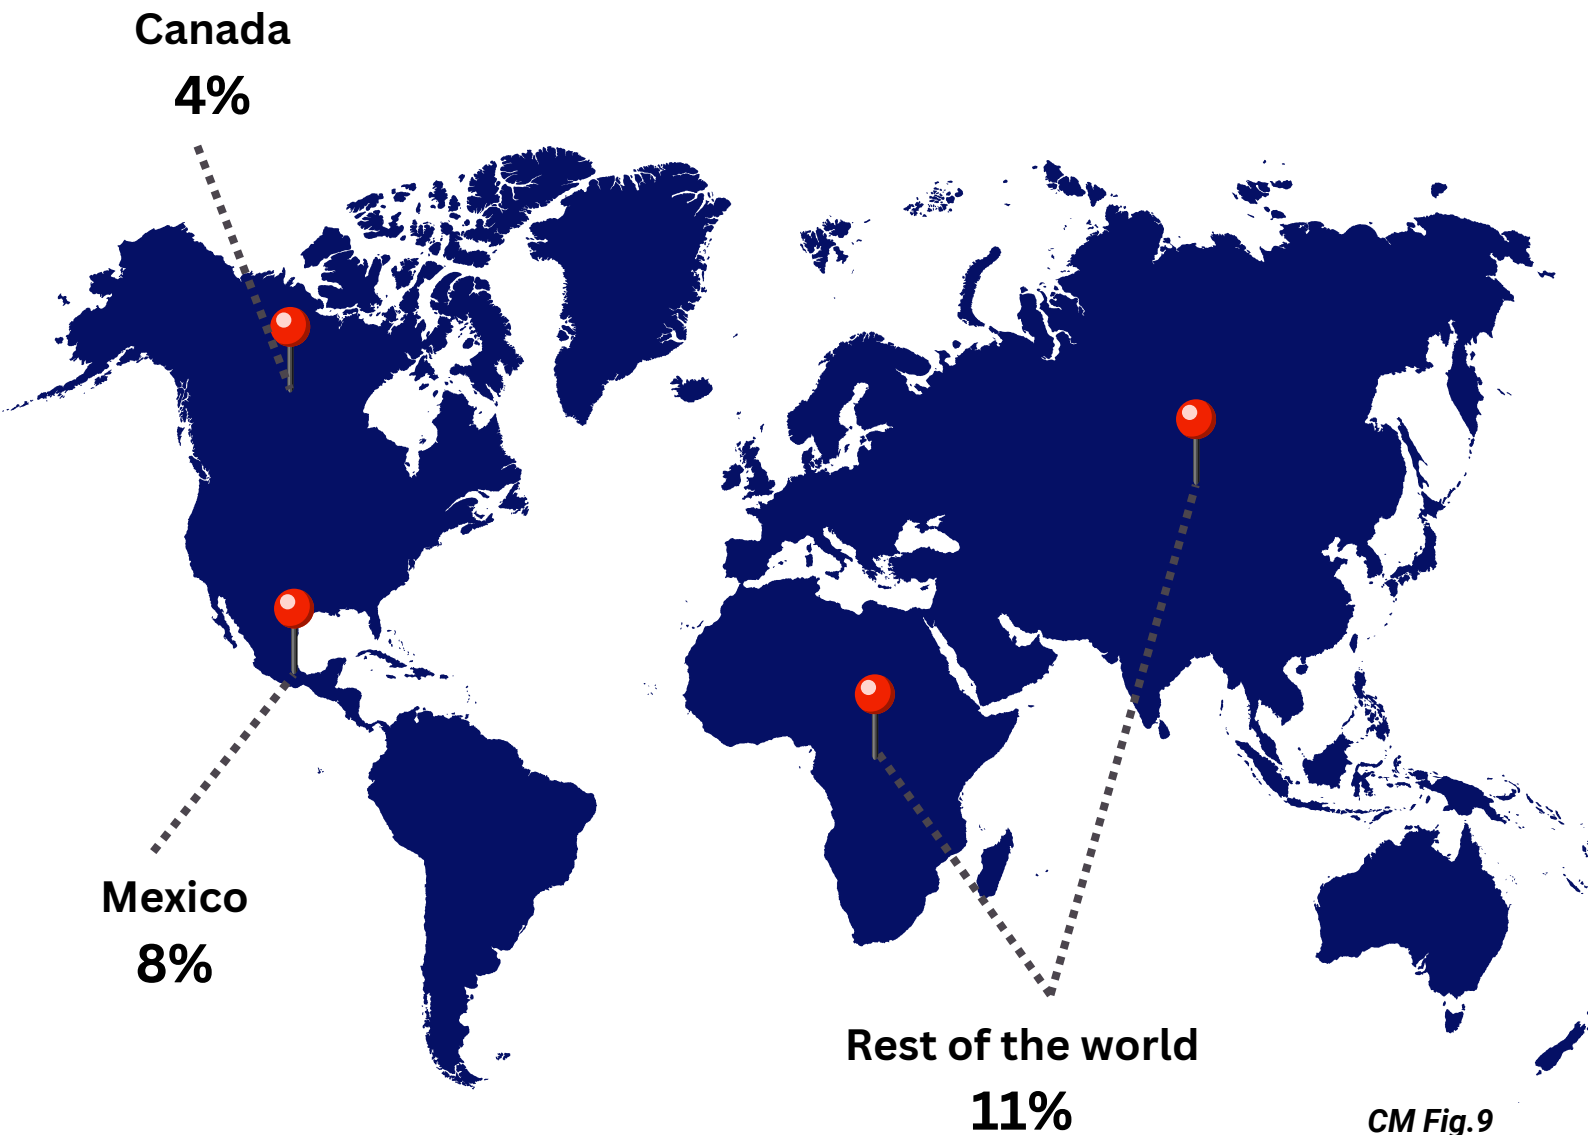 Canada
4%
Mexico
8%
Rest of the world
11%
CM Fig.9